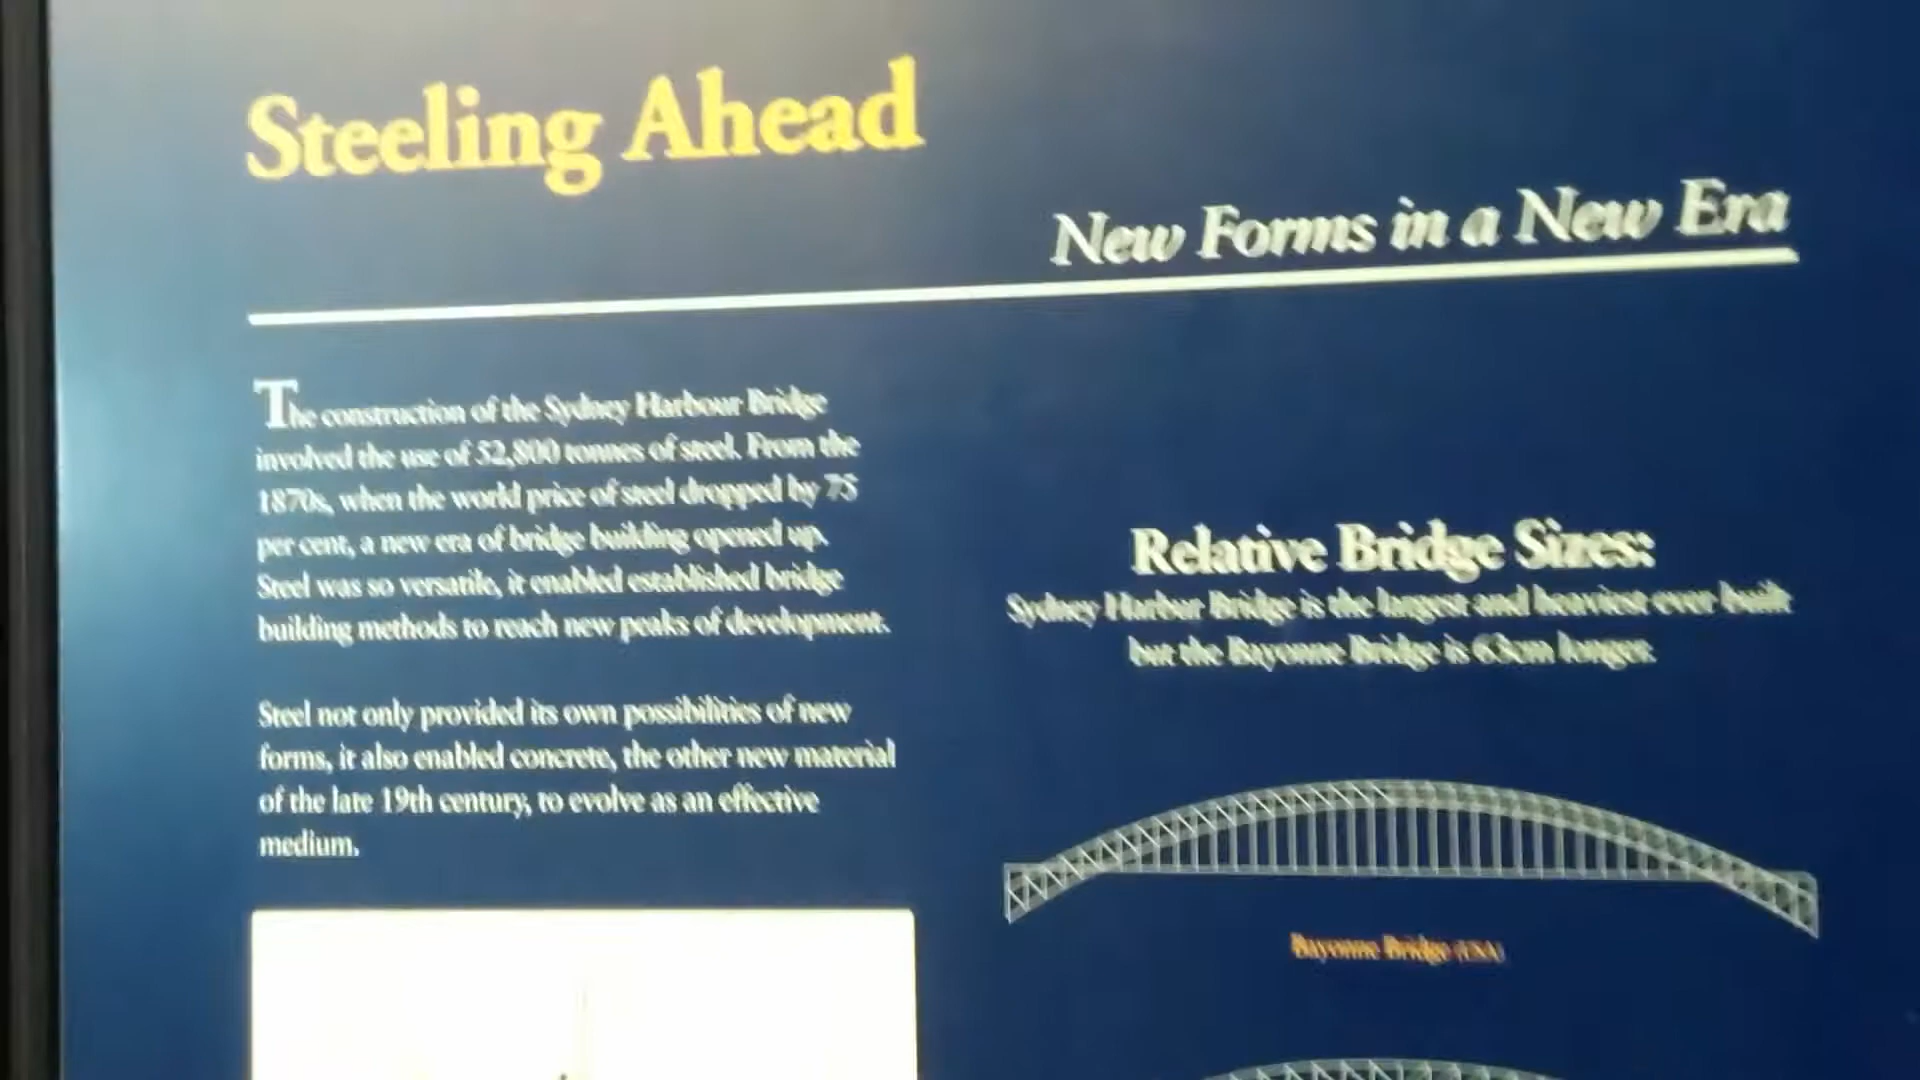 Steeling Ahead
New Forms in a New Era
The construction of the Sydney Harbour Bridge
involved the use of 52,800 tonnes of steel. From the
1870s, when the world price of steel dropped by 75
per cent, a new era of bridge building opened up.
Steel was so versatile, it enabled established bridge
building methods to reach new peaks of development.
Steel not only provided its own possibilities of new
forms, it also enabled concrete, the other new material
of the late 19th century, to evolve as an effective
medium.
Relative Bridge Sizes:
Sydney Harbur Bridge is the largest and heaviest ever built
but the Bayonne Bridge is 63cm longer.
Bayonne Bridge (USA)